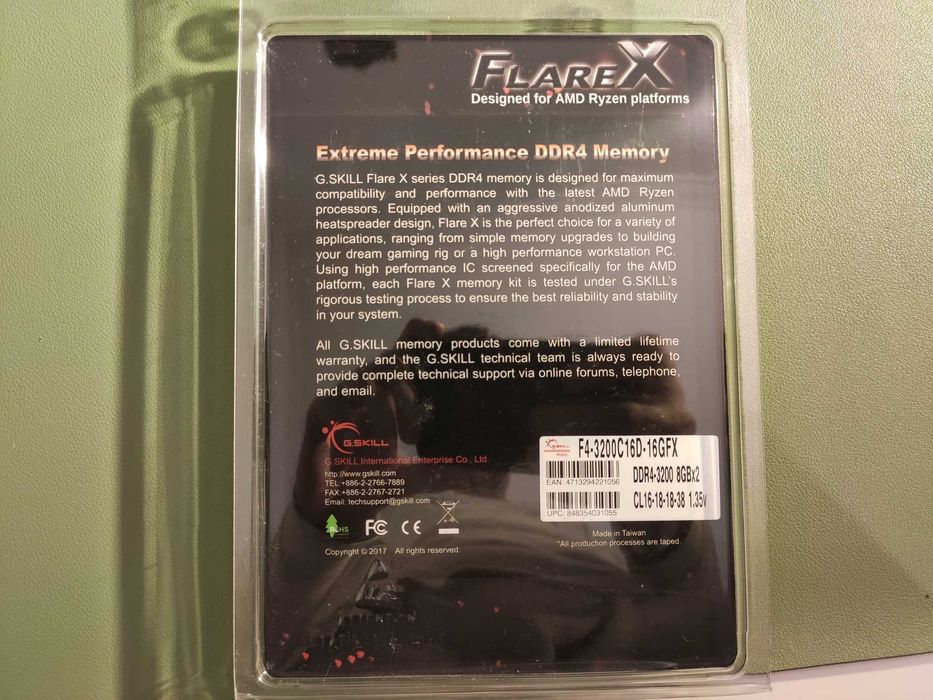 FLARE X
Designed for AMD Ryzen platforms
Extreme Performance DDR4 Memory
G.SKILL Flare X series DDR4 memory is designed for maximum
compatibility and performance with the latest AMD Ryzen
processors. Equipped with an aggressive anodized aluminum
heatspreader design, Flare X is the perfect choice for a variety of
applications, ranging from simple memory upgrades to building
your dream gaming rig or a high performance workstation PC.
Using high performance IC screened specifically for the AMD
platform, each Flare X memory kit is tested under G.SKILL's
rigorous testing process to ensure the best reliability and stability
in your system.
All G.SKILL memory products come with a limited lifetime
warranty, and the G.SKILL technical team is always ready to
provide complete technical support via online forums, telephone,
and email.
G.SKILL
G.SKILL International Enterprise Co., Ltd.
http://www.gskill.com
TEL:+886-2-2766-7889
FAX:+886-2-2767-2721
Email: techsupport@gskill.com
RoHS
FC CE
Copyright © 2017 All rights reserved.
G.SKILL
RoHS
F4-3200C16D-16GFX
EAN: 4713294221056
DDR4-3200 8GBx2
UPC: 848354031055
CL16-18-18-38 1.35v
Made in Taiwan
*All production processes are taped.